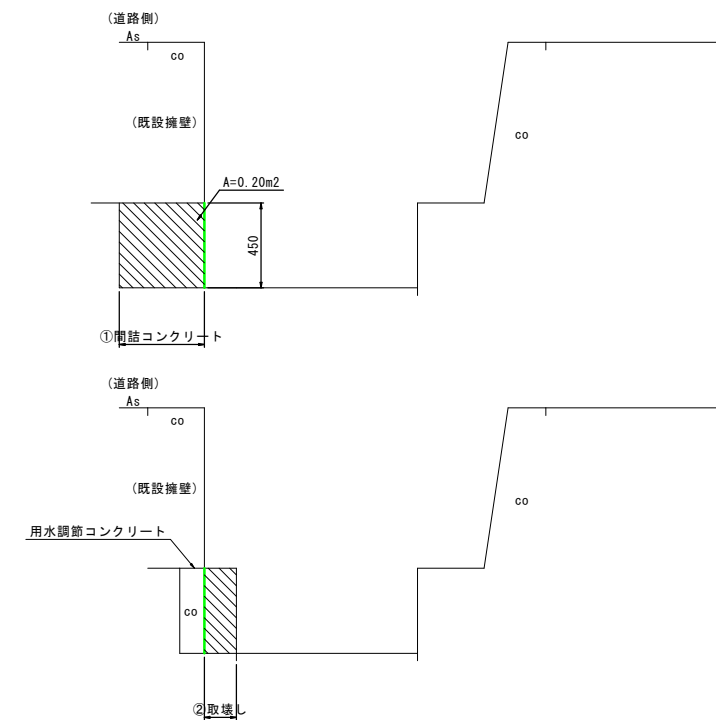 (道路側)
As
co
(既設擁壁)
co
A=0.20m2
450
①間詰コンクリート
(道路側)
As
co
(既設擁壁)
co
用水調節コンクリート
co
②取壊し